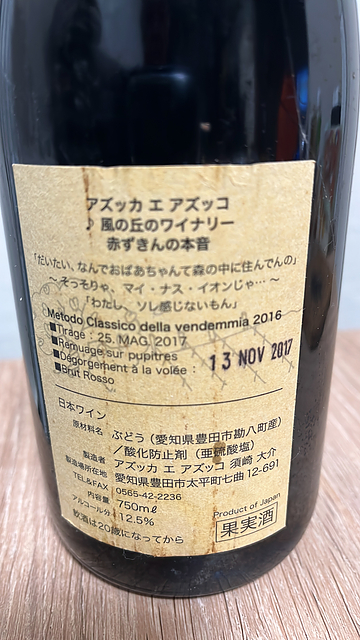 アズッカ エ アズッコ
♪ 風の丘のワイナリー
赤ずきんの本音
「だいたい、なんでおばあちゃんて森の中に住んでんの」
～そっもりゃ、マイ・ナス・イオンじゃ…～
「わたし、ソレ感じないもん」
Metodo Classico della vendemmia 2016
■Tirage : 25. MAG. 2017
■Remuage sur pupitres
■Dégorgement à la volée : 13 NOV 2017
■Brut Rosso
日本ワイン
原材料名 ぶどう（愛知県豊田市勘八町産）
／酸化防止剤（亜硫酸塩）
製造者 アズッカ エ アズッコ 須崎 大介
製造場所在地 愛知県豊田市太平町七曲12-691
TEL&FAX 0565-42-2236
内容量 750mℓ
アルコール分 12.5%
飲酒は20歳になってから
Product of Japan
果実酒